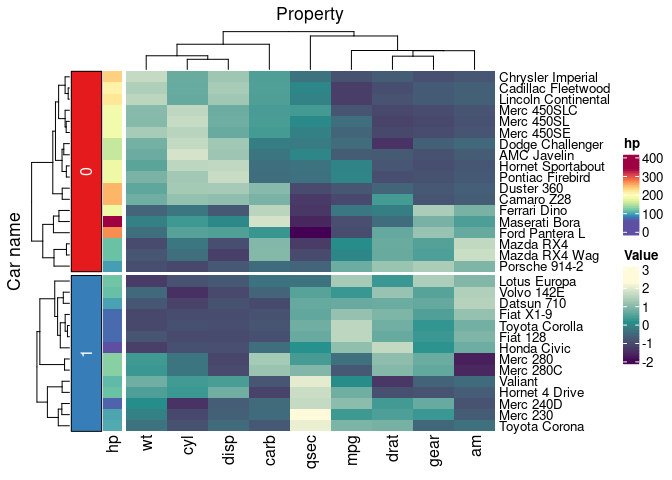 Property
Car name
0
1
Chrysler Imperial
Cadillac Fleetwood
Lincoln Continental
Merc 450SLC
Merc 450SL
Merc 450SE
Dodge Challenger
AMC Javelin
Hornet Sportabout
Pontiac Firebird
Duster 360
Camaro Z28
Ferrari Dino
Maserati Bora
Ford Pantera L
Mazda RX4
Mazda RX4 Wag
Porsche 914-2
Lotus Europa
Volvo 142E
Datsun 710
Fiat X1-9
Toyota Corolla
Fiat 128
Honda Civic
Merc 280
Merc 280C
Valiant
Hornet 4 Drive
Merc 240D
Merc 230
Toyota Corona
hp wt cyl disp carb qsec mpg drat gear am
hp
400
300
200
100
0
Value
3
2
1
0
-1
-2